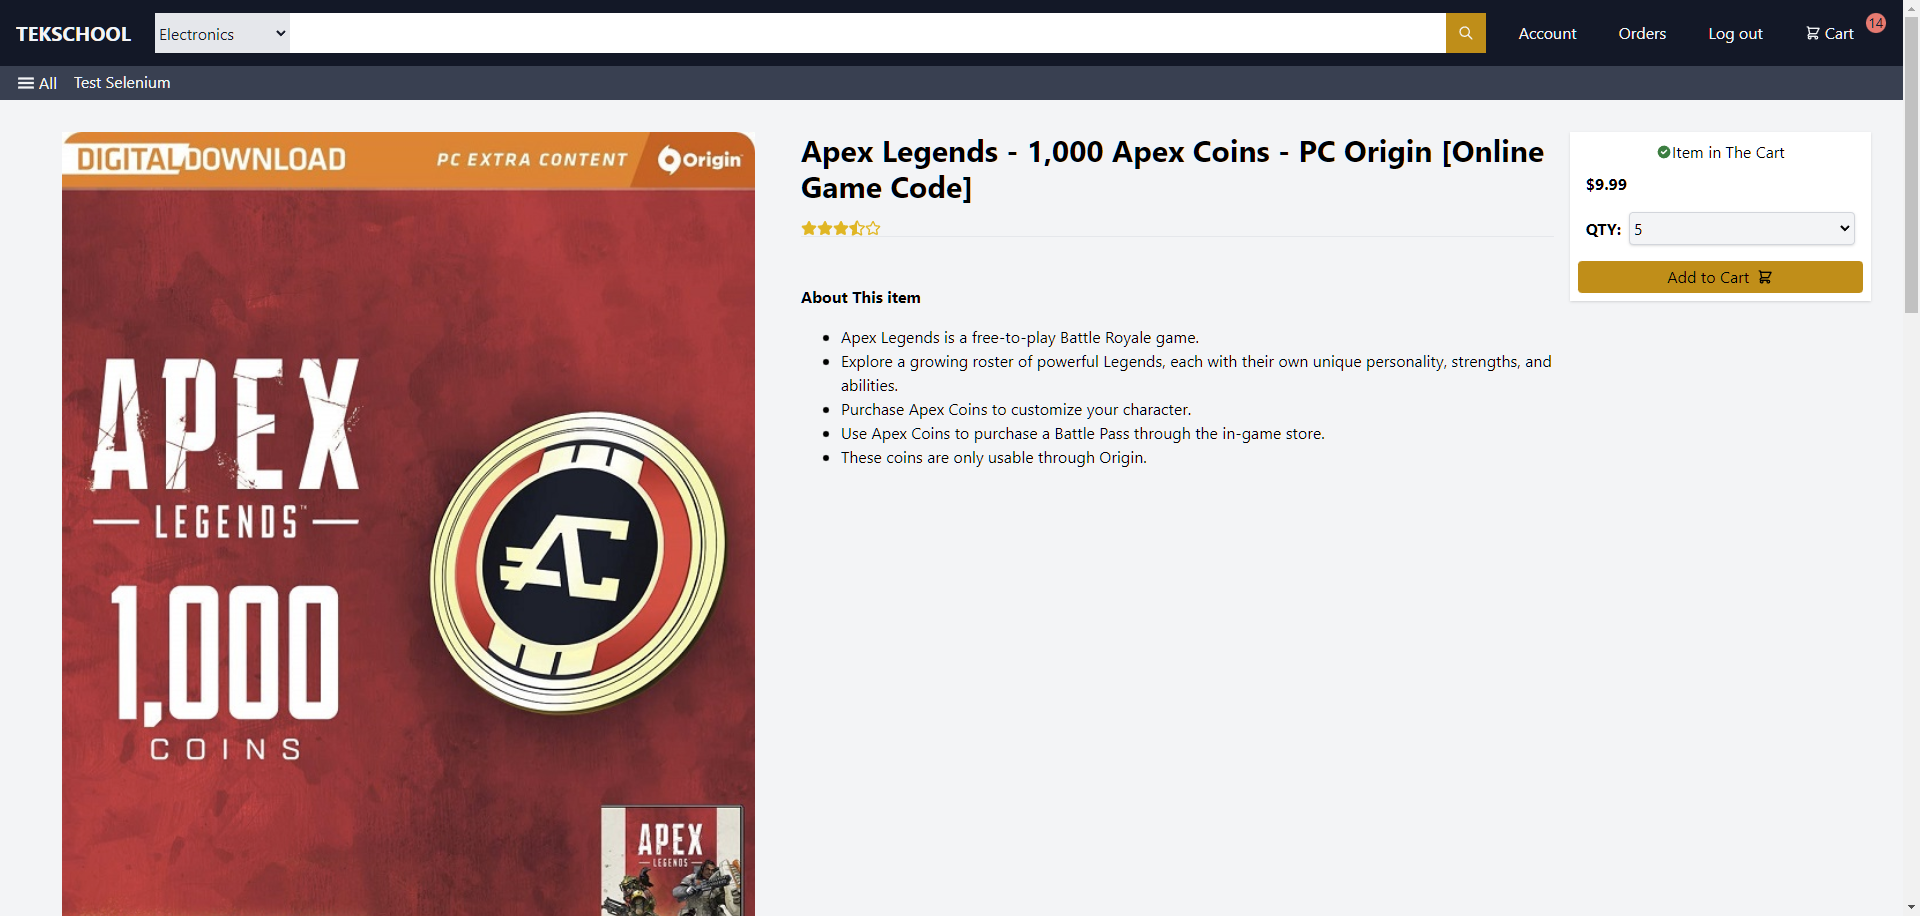 TEKSCHOOL
Electronics
Account
Orders
Log out
Cart
14
All
Test Selenium
DIGITALDOWNLOAD
PC EXTRA CONTENT
Origin
APEX
LEGENDS™
1,000
COINS
APEX
LEGENDS
Apex Legends - 1,000 Apex Coins - PC Origin [Online
Game Code]
About This item
Apex Legends is a free-to-play Battle Royale game.
Explore a growing roster of powerful Legends, each with their own unique personality, strengths, and
abilities.
Purchase Apex Coins to customize your character.
Use Apex Coins to purchase a Battle Pass through the in-game store.
These coins are only usable through Origin.
Item in The Cart
$9.99
QTY: 5
Add to Cart